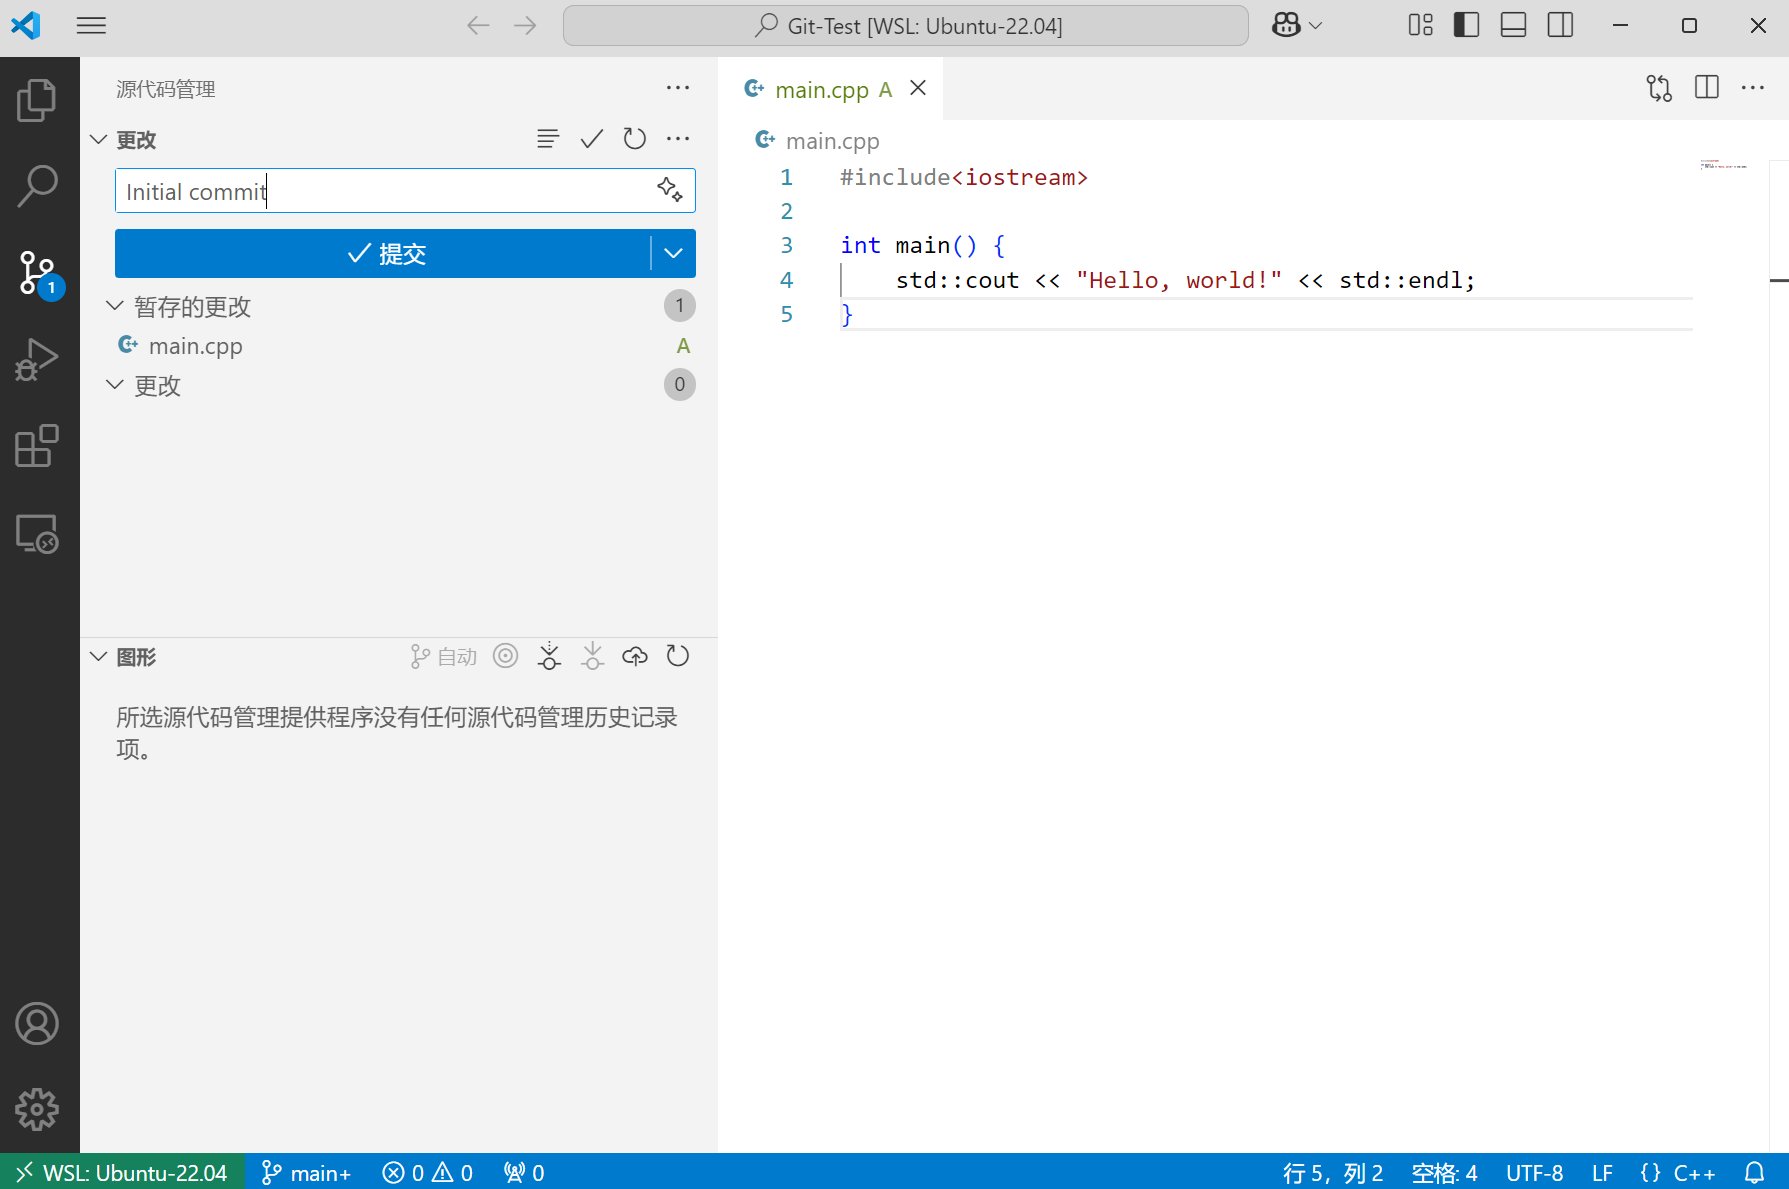 Git-Test [WSL: Ubuntu-22.04]
源代码管理
更改
Initial commit
提交
暂存的更改 1
main.cpp A
更改 0
图形 自动
所选源代码管理提供程序没有任何源代码管理历史记录
项。
1
main.cpp A
main.cpp
1 #include<iostream>
2
3 int main() {
4 std::cout << "Hello, world!" << std::endl;
5 }
WSL: Ubuntu-22.04 main+ 0 0 0 行 5，列 2 空格: 4 UTF-8 LF {} C++